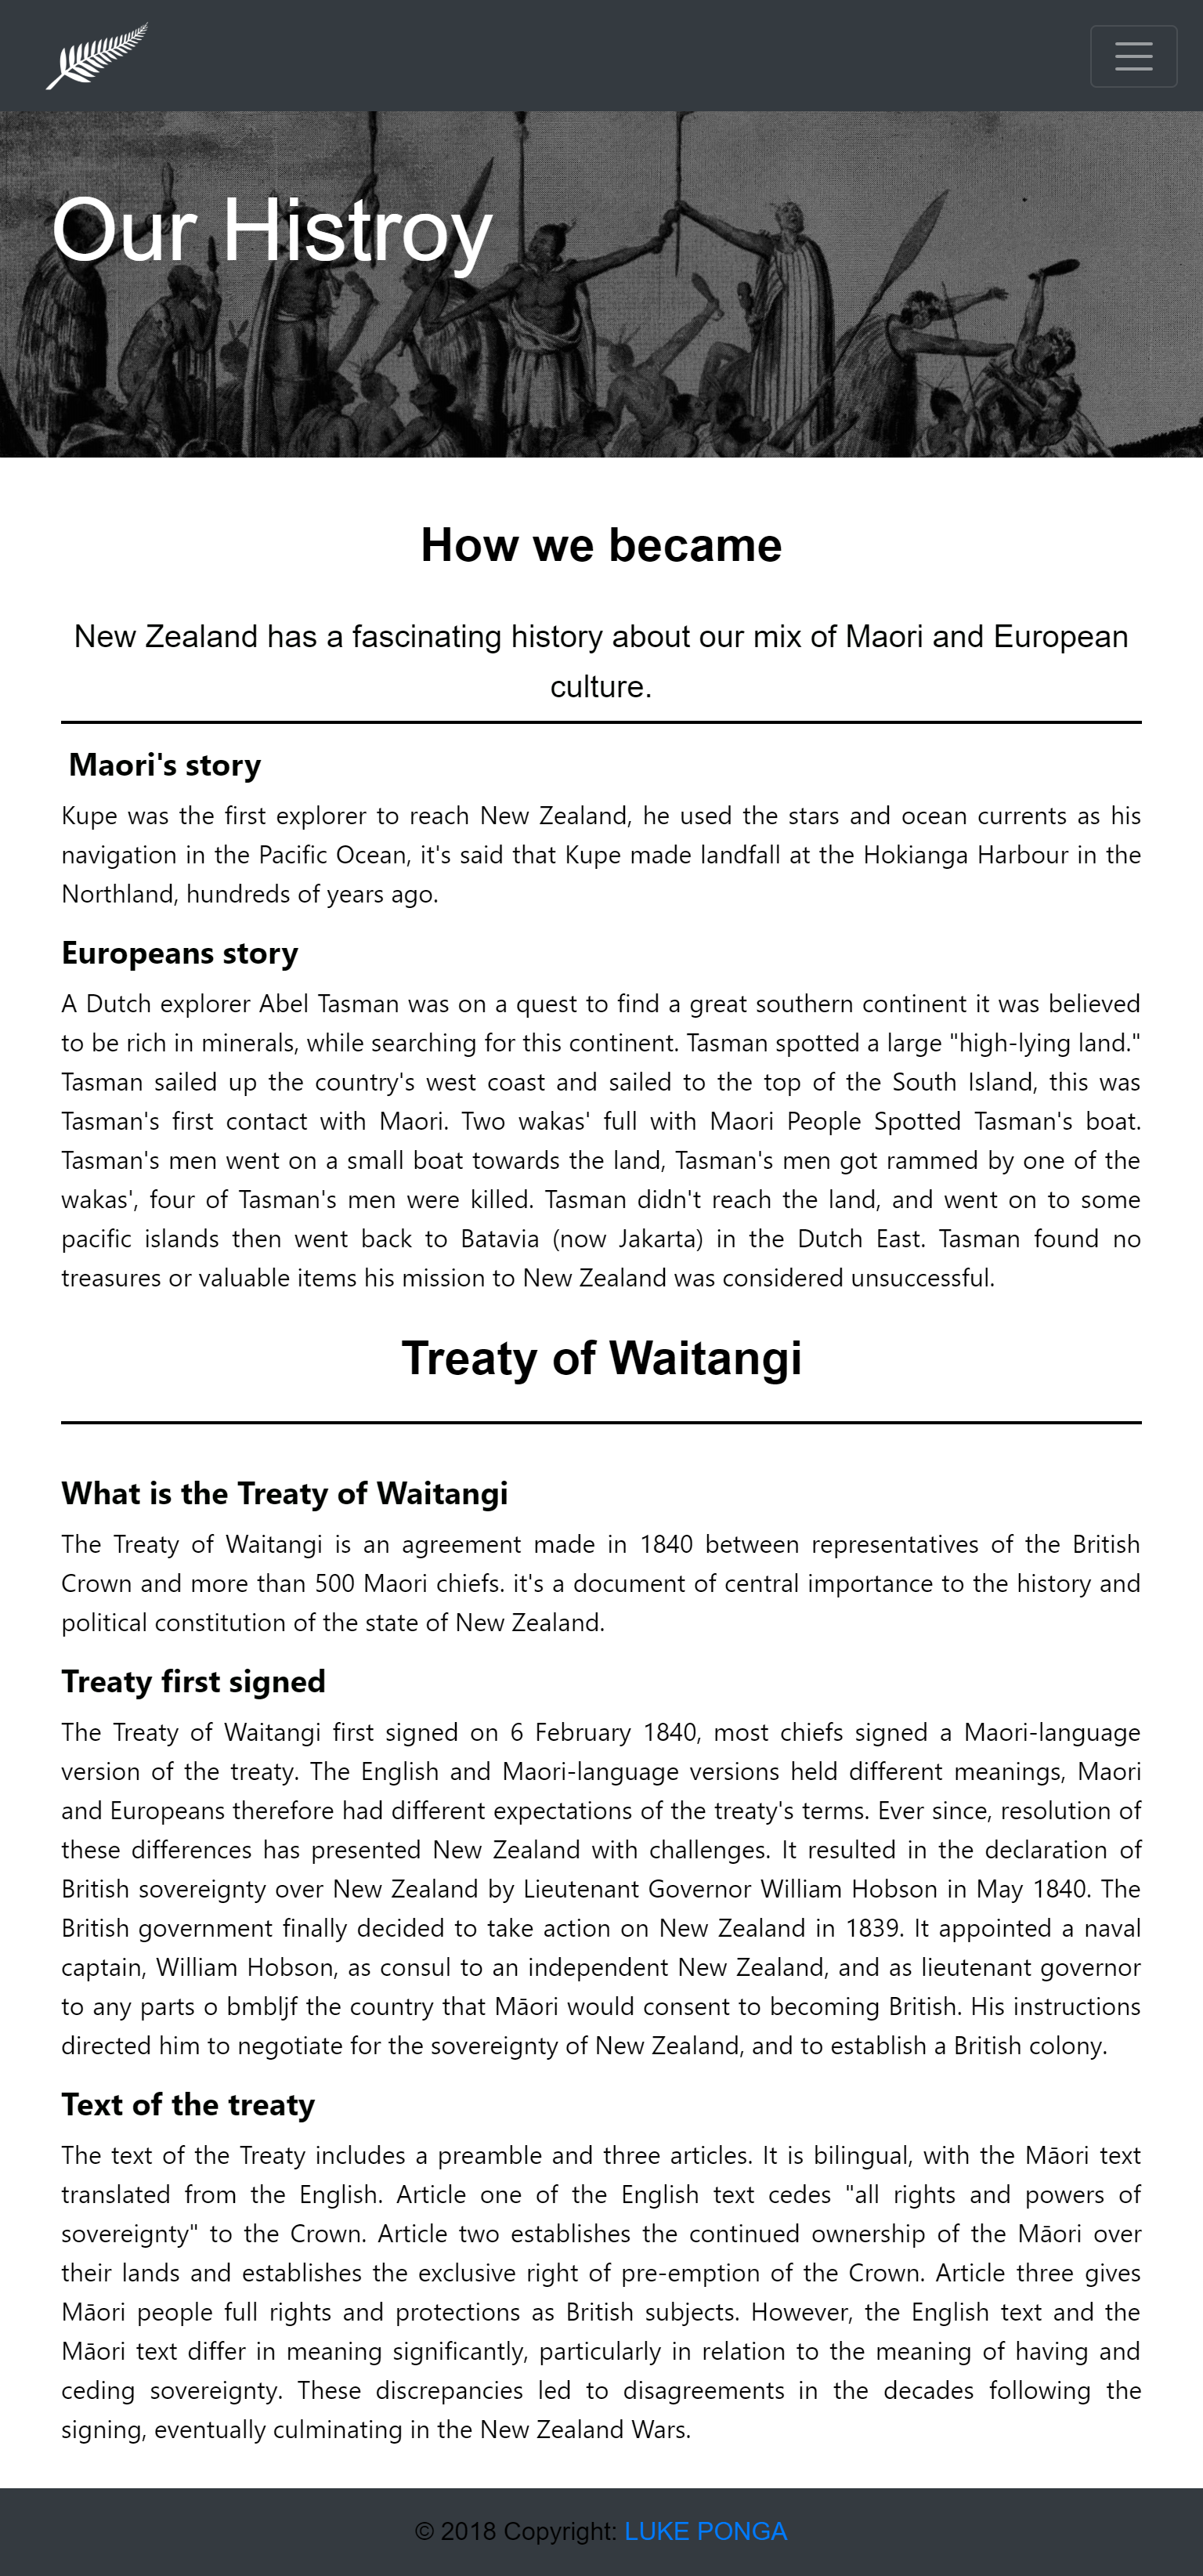 Our Histroy
How we became
New Zealand has a fascinating history about our mix of Maori and European
culture.
Maori's story
Kupe was the first explorer to reach New Zealand, he used the stars and ocean currents as his
navigation in the Pacific Ocean, it's said that Kupe made landfall at the Hokianga Harbour in the
Northland, hundreds of years ago.
Europeans story
A Dutch explorer Abel Tasman was on a quest to find a great southern continent it was believed
to be rich in minerals, while searching for this continent. Tasman spotted a large "high-lying land."
Tasman sailed up the country's west coast and sailed to the top of the South Island, this was
Tasman's first contact with Maori. Two wakas' full with Maori People Spotted Tasman's boat.
Tasman's men went on a small boat towards the land, Tasman's men got rammed by one of the
wakas', four of Tasman's men were killed. Tasman didn't reach the land, and went on to some
pacific islands then went back to Batavia (now Jakarta) in the Dutch East. Tasman found no
treasures or valuable items his mission to New Zealand was considered unsuccessful.
Treaty of Waitangi
What is the Treaty of Waitangi
The Treaty of Waitangi is an agreement made in 1840 between representatives of the British
Crown and more than 500 Maori chiefs. it's a document of central importance to the history and
political constitution of the state of New Zealand.
Treaty first signed
The Treaty of Waitangi first signed on 6 February 1840, most chiefs signed a Maori-language
version of the treaty. The English and Maori-language versions held different meanings, Maori
and Europeans therefore had different expectations of the treaty's terms. Ever since, resolution of
these differences has presented New Zealand with challenges. It resulted in the declaration of
British sovereignty over New Zealand by Lieutenant Governor William Hobson in May 1840. The
British government finally decided to take action on New Zealand in 1839. It appointed a naval
captain, William Hobson, as consul to an independent New Zealand, and as lieutenant governor
to any parts o bmbljf the country that Māori would consent to becoming British. His instructions
directed him to negotiate for the sovereignty of New Zealand, and to establish a British colony.
Text of the treaty
The text of the Treaty includes a preamble and three articles. It is bilingual, with the Māori text
translated from the English. Article one of the English text cedes "all rights and powers of
sovereignty" to the Crown. Article two establishes the continued ownership of the Māori over
their lands and establishes the exclusive right of pre-emption of the Crown. Article three gives
Māori people full rights and protections as British subjects. However, the English text and the
Māori text differ in meaning significantly, particularly in relation to the meaning of having and
ceding sovereignty. These discrepancies led to disagreements in the decades following the
signing, eventually culminating in the New Zealand Wars.
© 2018 Copyright: LUKE PONGA